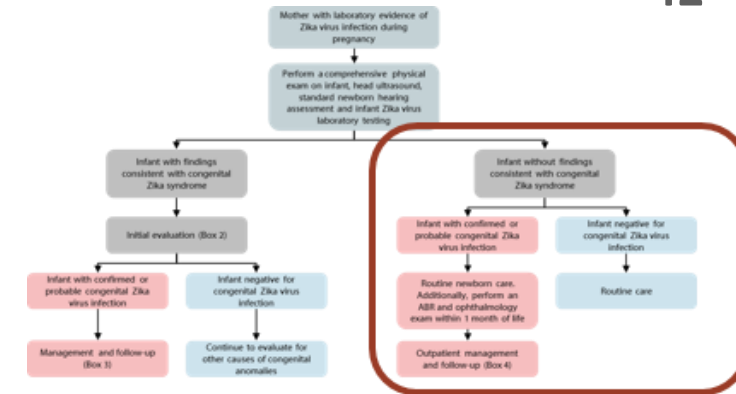 Mother with laboratory evidence of
Zika virus infection during
pregnancy
Perform a comprehensive physical
exam on infant, head ultrasound,
standard newborn hearing
assessment and infant Zika virus
laboratory testing
Infant with findings
consistent with congenital
Zika syndrome
Infant without findings
consistent with congenital
Zika syndrome
Initial evaluation (Box 2)
Infant with confirmed or
probable congenital Zika
virus infection
Infant negative for
congenital Zika virus
infection
Infant with confirmed or
probable congenital Zika
virus infection
Infant negative for
congenital Zika virus
infection
Management and follow-up
(Box 3)
Continue to evaluate for
other causes of congenital
anomalies
Routine newborn care.
Additionally, perform an
ABR and ophthalmology
exam within 1 month of life
Routine care
Outpatient management
and follow-up (Box 4)